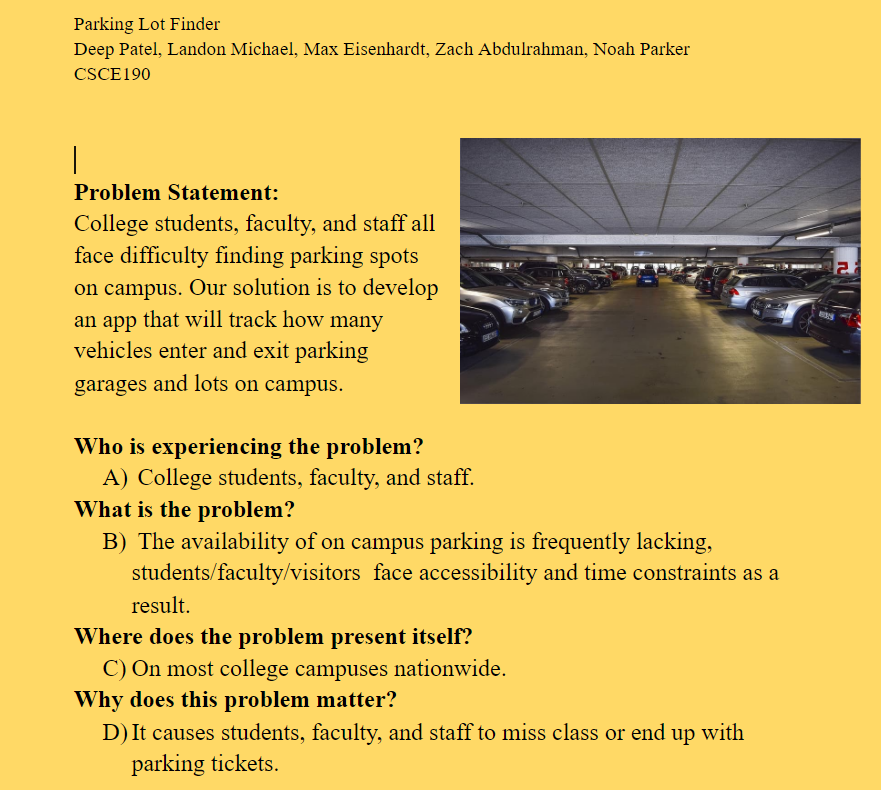 Parking Lot Finder
Deep Patel, Landon Michael, Max Eisenhardt, Zach Abdulrahman, Noah Parker
CSCE190
Problem Statement:
College students, faculty, and staff all
face difficulty finding parking spots
on campus. Our solution is to develop
an app that will track how many
vehicles enter and exit parking
garages and lots on campus.
Who is experiencing the problem?
A) College students, faculty, and staff.
What is the problem?
B) The availability of on campus parking is frequently lacking,
students/faculty/visitors face accessibility and time constraints as a
result.
Where does the problem present itself?
C) On most college campuses nationwide.
Why does this problem matter?
D) It causes students, faculty, and staff to miss class or end up with
parking tickets.